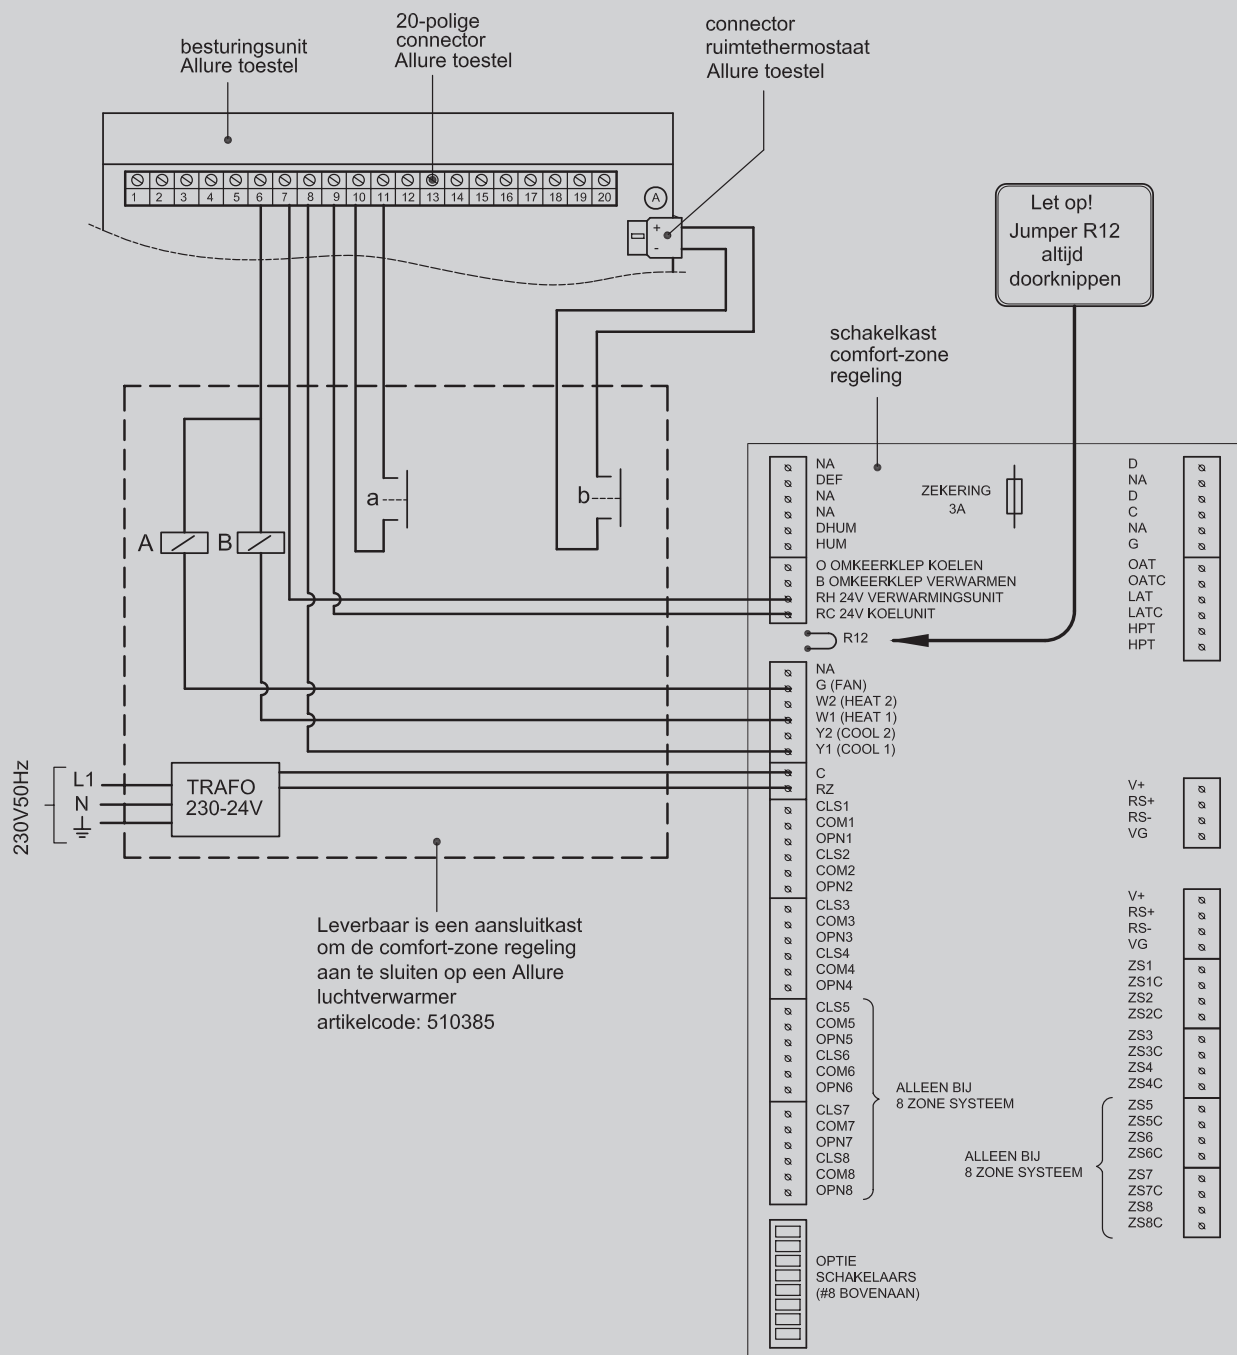 besturingsunit
Allure toestel
20-polige
connector
Allure toestel
connector
ruimtethermostaat
Allure toestel
1 2 3 4 5 6 7 8 9 10 11 12 13 14 15 16 17 18 19 20
A
+
-
Let op!
Jumper R12
altijd
doorknippen
schakelkast
comfort-zone
regeling
a
b
A
B
ZEKERING
3A
NA
DEF
NA
NA
DHUM
HUM
O OMKEERKLEP KOELEN
B OMKEERKLEP VERWARMEN
RH 24V VERWARMINGSUNIT
RC 24V KOELUNIT
R12
NA
G (FAN)
W2 (HEAT 2)
W1 (HEAT 1)
Y2 (COOL 2)
Y1 (COOL 1)
C
RZ
CLS1
COM1
OPN1
CLS2
COM2
OPN2
CLS3
COM3
OPN3
CLS4
COM4
OPN4
CLS5
COM5
OPN5
CLS6
COM6
OPN6
CLS7
COM7
OPN7
CLS8
COM8
OPN8
ALLEEN BIJ
8 ZONE SYSTEEM
OPTIE
SCHAKELAARS
(#8 BOVENAAN)
D
NA
D
C
NA
G
OAT
OATC
LAT
LATC
HPT
HPT
V+
RS+
RS-
VG
V+
RS+
RS-
VG
ZS1
ZS1C
ZS2
ZS2C
ZS3
ZS3C
ZS4
ZS4C
ZS5
ZS5C
ZS6
ZS6C
ZS7
ZS7C
ZS8
ZS8C
ALLEEN BIJ
8 ZONE SYSTEEM
230V50Hz
L1
N
TRAFO
230-24V
Leverbaar is een aansluitkast
om de comfort-zone regeling
aan te sluiten op een Allure
luchtverwarmer
artikelcode: 510385